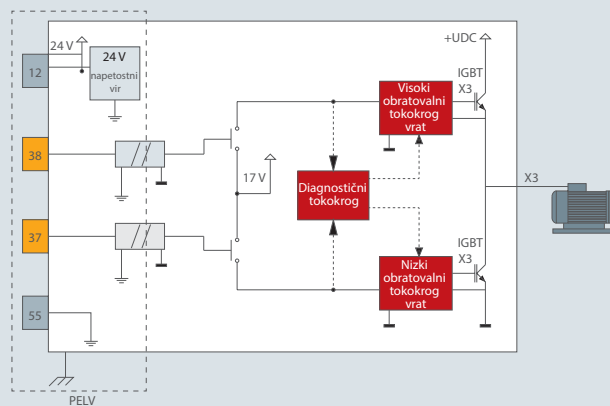 24 V
12
24 V
napetostni
vir
38
37
55
PELV
17 V
Visoki
obratovalni
tokokrog
vrat
Diagnostični
tokokrog
Nizki
obratovalni
tokokrog
vrat
+UDC
IGBT
X3
X3
IGBT
X3